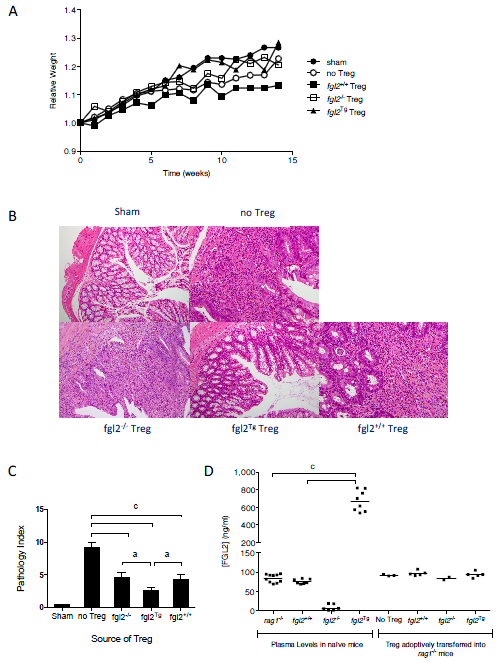 A
1.4
1.3
1.2
1.1
1.0
0.9
Relative Weight
0
5
10
15
Time (weeks)
sham
no Treg
fgl2+/+ Treg
fgl2-/- Treg
fgl2Tg Treg
B
Sham
no Treg
fgl2-/- Treg
fgl2Tg Treg
fgl2+/+ Treg
C
15
10
5
0
Pathology Index
c
a
a
Sham
no Treg
fgl2-/-
fgl2Tg
fgl2+/+
Source of Treg
D
c
1,000
800
600
400
200
150
100
50
0
[FGL2] (ng/ml)
rag1-/-
fgl2+/+
fgl2-/-
fgl2Tg
No Treg
fgl2+/+
fgl2-/-
fgl2Tg
Plasma Levels in naïve mice
Treg adoptively transferred into
rag1-/- mice